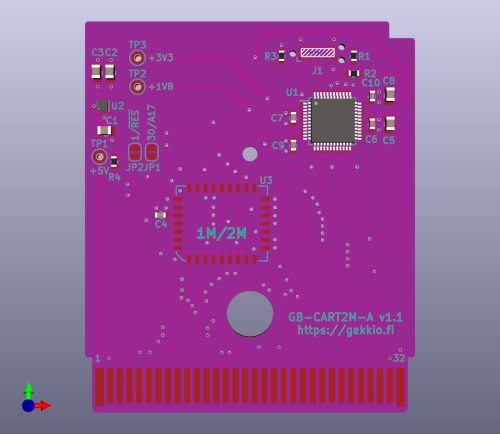 TP3
+3V3
C3 C2
TP2
+1V8
R3
J1
R1
R2
C10 C8
U1
U2
C1
1/RES
30/A17
C7
C6 C5
C9
TP1
+5V
R4
JP2 JP1
U3
C4
1M/2M
GB-CART2M-A v1.1
https://gekkio.fi
1
32